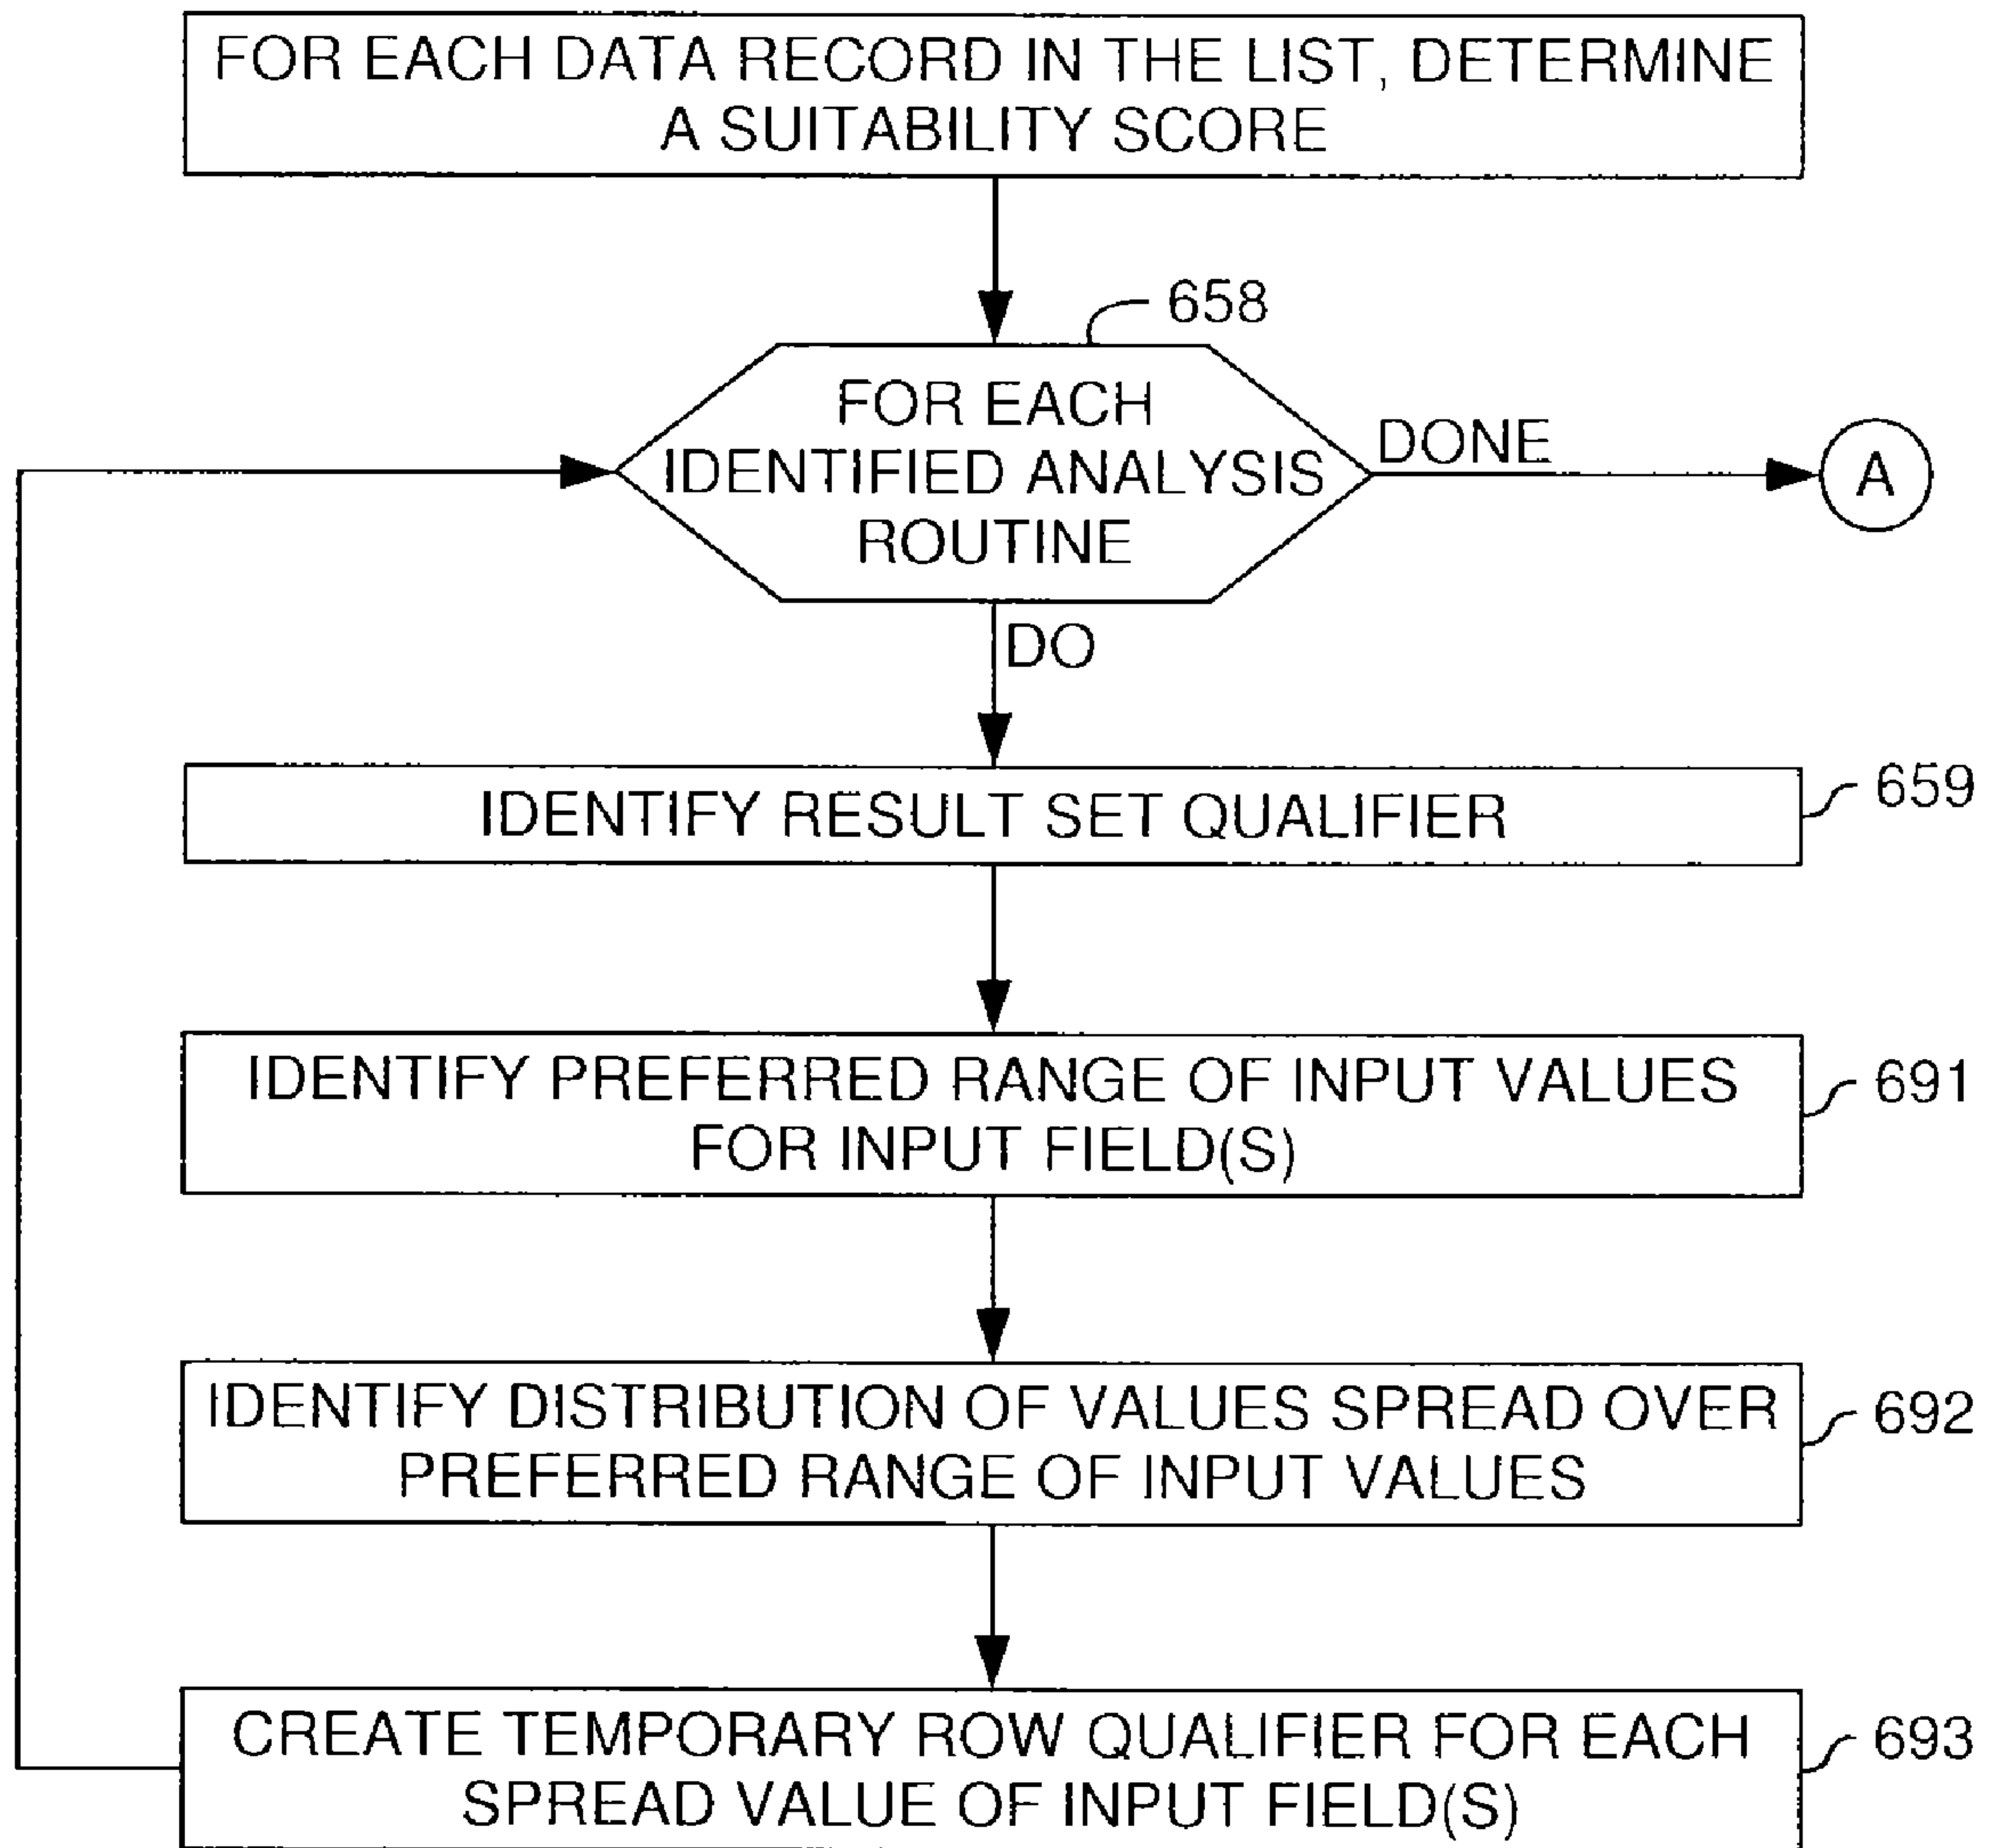 FOR EACH DATA RECORD IN THE LIST, DETERMINE
A SUITABILITY SCORE
658
FOR EACH
IDENTIFIED ANALYSIS
ROUTINE
DONE
A
DO
IDENTIFY RESULT SET QUALIFIER
659
IDENTIFY PREFERRED RANGE OF INPUT VALUES
FOR INPUT FIELD(S)
691
IDENTIFY DISTRIBUTION OF VALUES SPREAD OVER
PREFERRED RANGE OF INPUT VALUES
692
CREATE TEMPORARY ROW QUALIFIER FOR EACH
SPREAD VALUE OF INPUT FIELD(S)
693